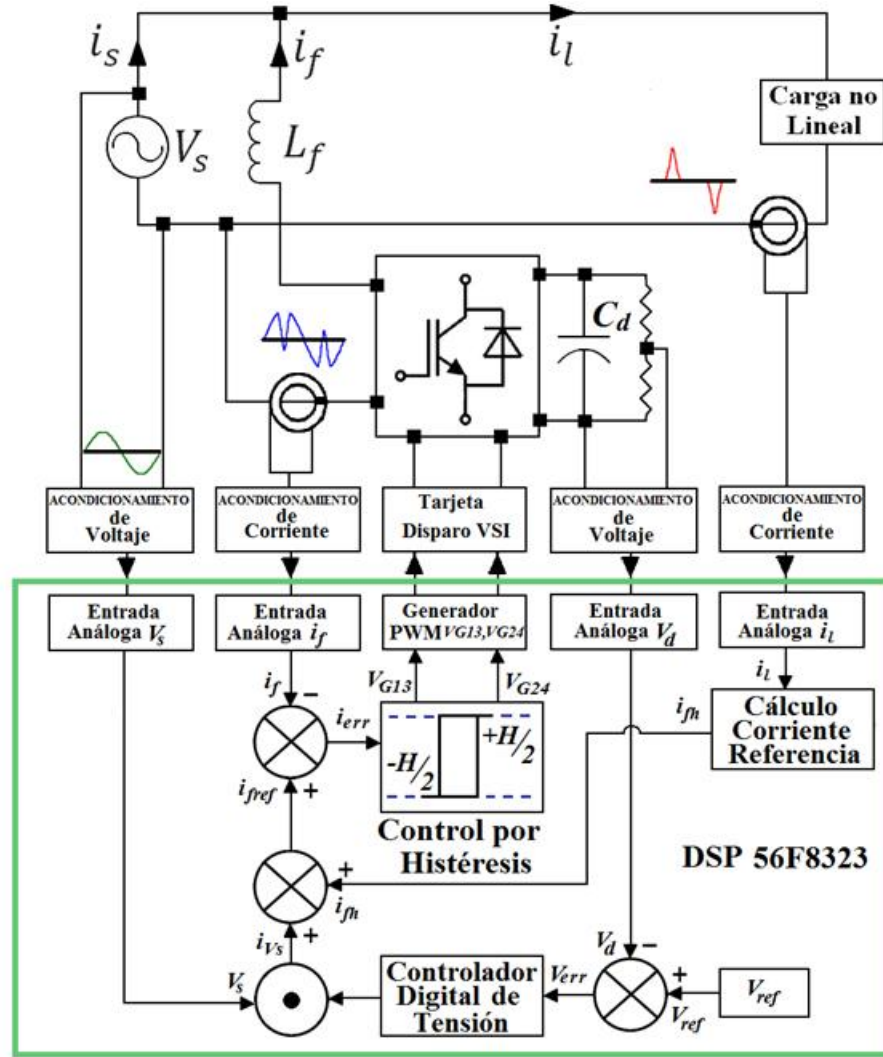 i_s
i_f
i_l
V_s
L_f
Carga no
Lineal
C_d
ACONDICIONAMIENTO
de
Voltaje
ACONDICIONAMIENTO
de
Corriente
Tarjeta
Disparo VSI
ACONDICIONAMIENTO
de
Voltaje
ACONDICIONAMIENTO
de
Corriente
Entrada
Análoga V_s
Entrada
Análoga i_f
Generador
PWM VG13,VG24
Entrada
Análoga V_d
Entrada
Análoga i_L
i_f
−
V_G13
V_G24
i_L
i_err
-H/2
+H/2
i_fh
Cálculo
Corriente
Referencia
i_fref
+
Control por
Histéresis
DSP 56F8323
+
i_fh
i_Vs
+
V_s
Controlador
Digital de
Tensión
V_err
V_d
−
+
V_ref
V_ref